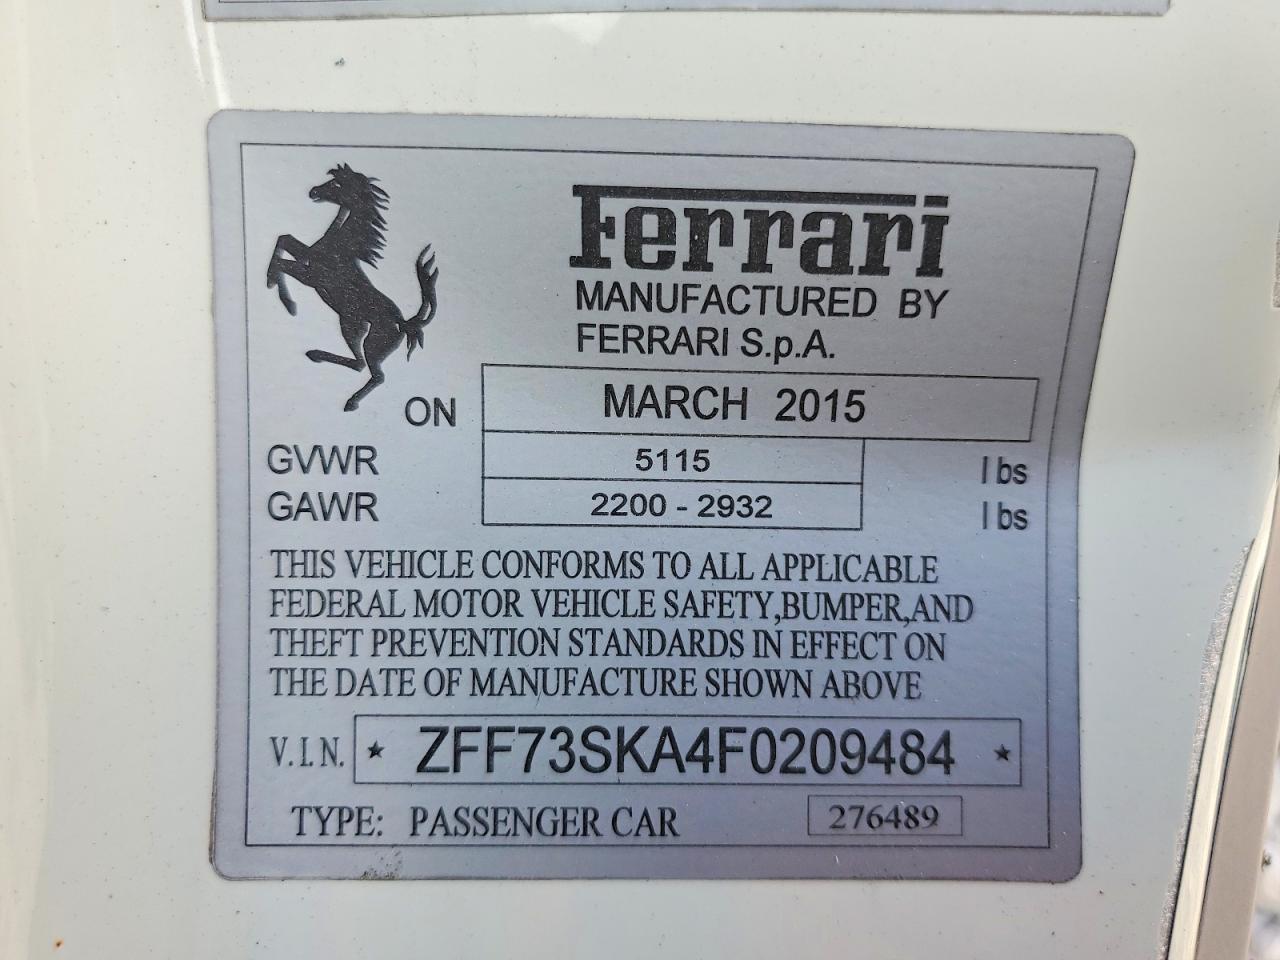 Ferrari
MANUFACTURED BY
FERRARI S.p.A.
ON MARCH 2015
GVWR 5115 lbs
GAWR 2200 - 2932 lbs
THIS VEHICLE CONFORMS TO ALL APPLICABLE
FEDERAL MOTOR VEHICLE SAFETY,BUMPER,AND
THEFT PREVENTION STANDARDS IN EFFECT ON
THE DATE OF MANUFACTURE SHOWN ABOVE
V.I.N. ★ ZFF73SKA4F0209484 ★
TYPE: PASSENGER CAR 276489